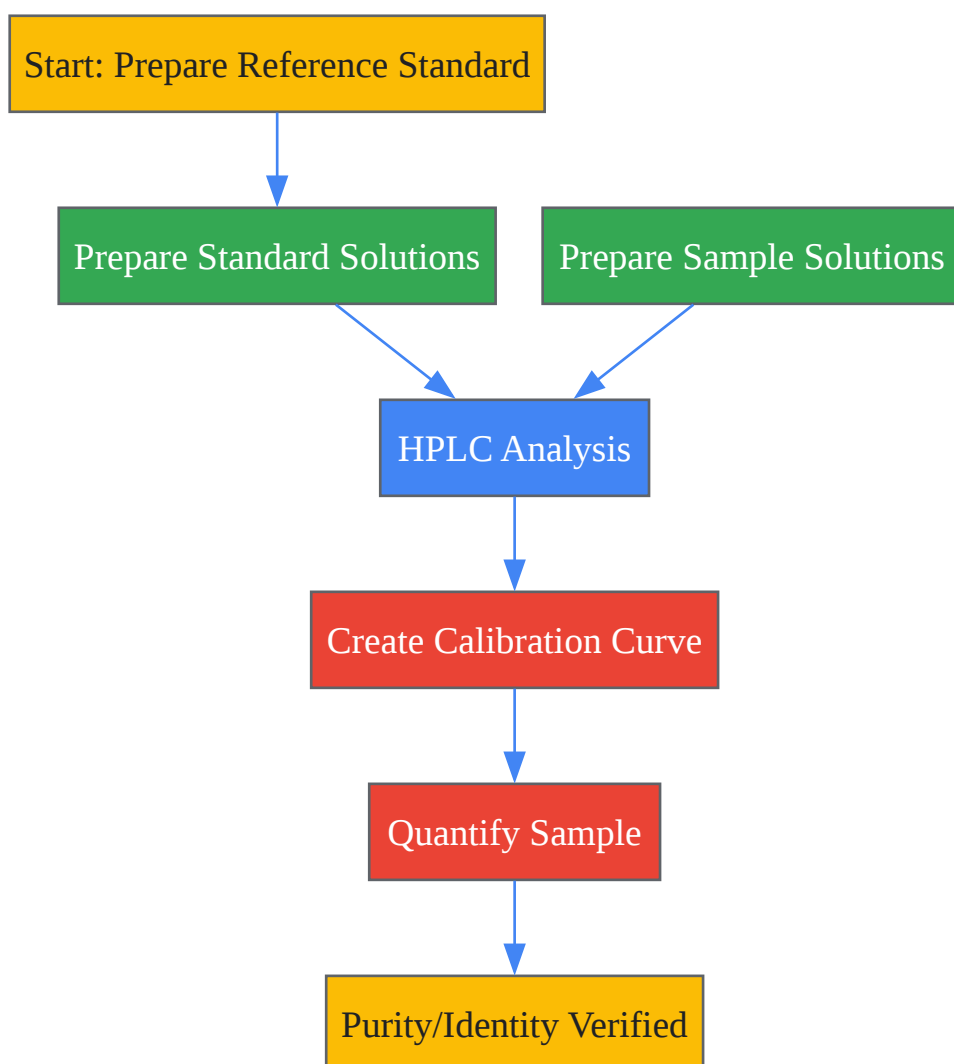 Start: Prepare Reference Standard
Prepare Standard Solutions
Prepare Sample Solutions
HPLC Analysis
Create Calibration Curve
Quantify Sample
Purity/Identity Verified